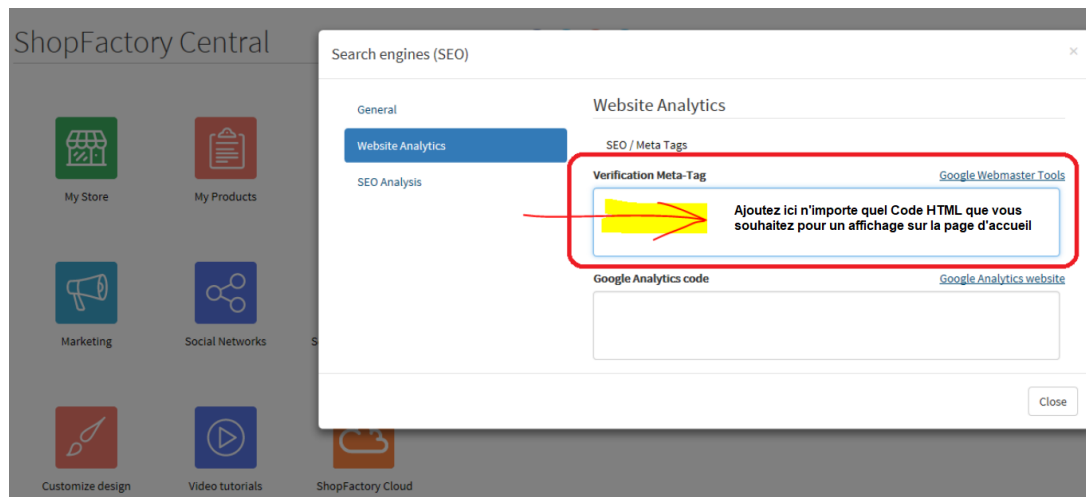 ShopFactory Central
My Store
My Products
Marketing
Social Networks
S
Customize design
Video tutorials
ShopFactory Cloud
Search engines (SEO)
×
General
Website Analytics
SEO Analysis
Website Analytics
SEO / Meta Tags
Verification Meta-Tag
Google Webmaster Tools
Ajoutez ici n'importe quel Code HTML que vous
souhaitez pour un affichage sur la page d'accueil
Google Analytics code
Google Analytics website
Close